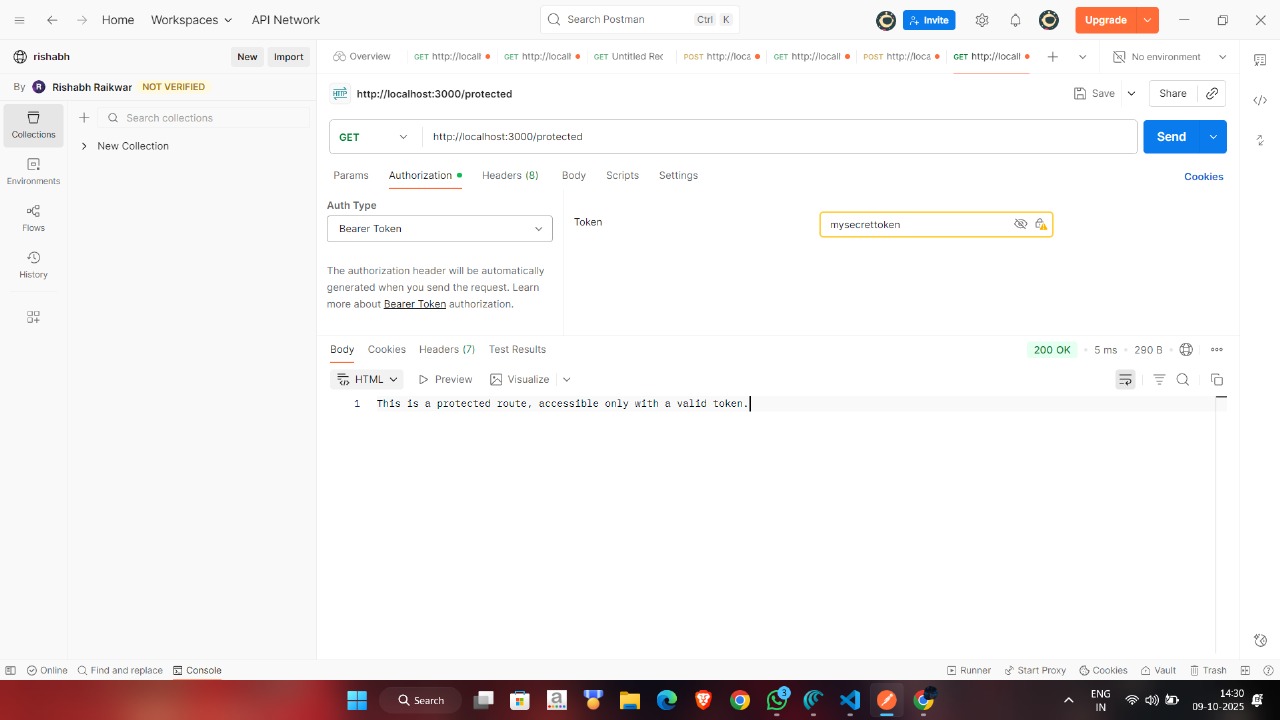 Home Workspaces API Network Search Postman Ctrl K Invite Upgrade
rishabh New Import Overview GET http://locall GET http://locall GET Untitled Rec POST http://loca GET http://locall POST http://loca GET http://locall No environment
By R Rishabh Raikwar NOT VERIFIED HTTP http://localhost:3000/protected Save Share
Collections Search collections GET http://localhost:3000/protected Send
New Collection
Environments Params Authorization Headers (8) Body Scripts Settings Cookies
Flows Auth Type Token mysecrettoken
Bearer Token
History The authorization header will be automatically
generated when you send the request. Learn
more about Bearer Token authorization.
Body Cookies Headers (7) Test Results 200 OK 5 ms 290 B
HTML Preview Visualize
1 This is a protected route, accessible only with a valid token.
Online Find and replace Console Runner Start Proxy Cookies Vault Trash
Search 3 ENG IN 14:30
09-10-2025